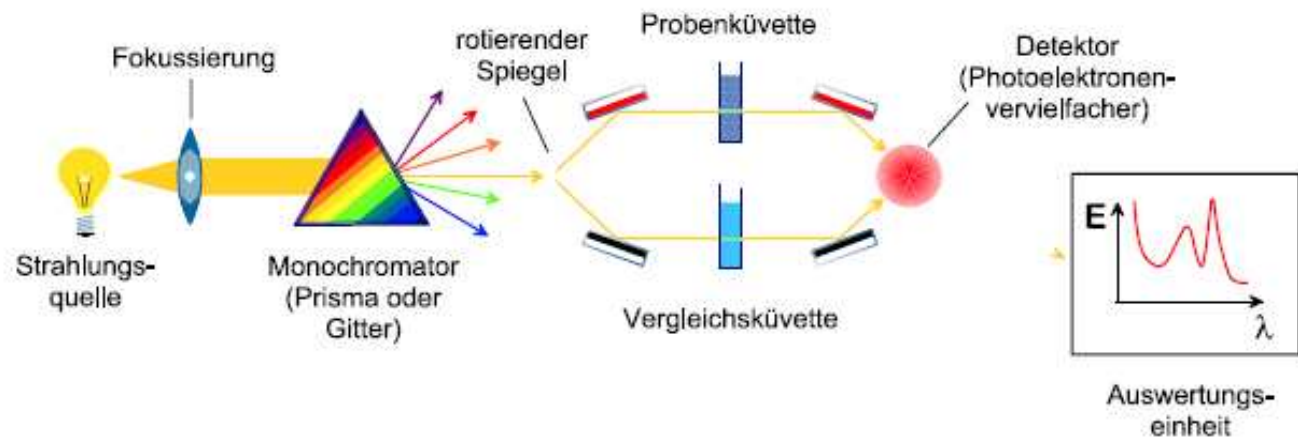 Fokussierung
rotierender
Spiegel
Probenküvette
Detektor
(Photoelektronen-
vervielfacher)
Strahlungs-
quelle
Monochromator
(Prisma oder
Gitter)
Vergleichsküvette
E
λ
Auswertungs-
einheit